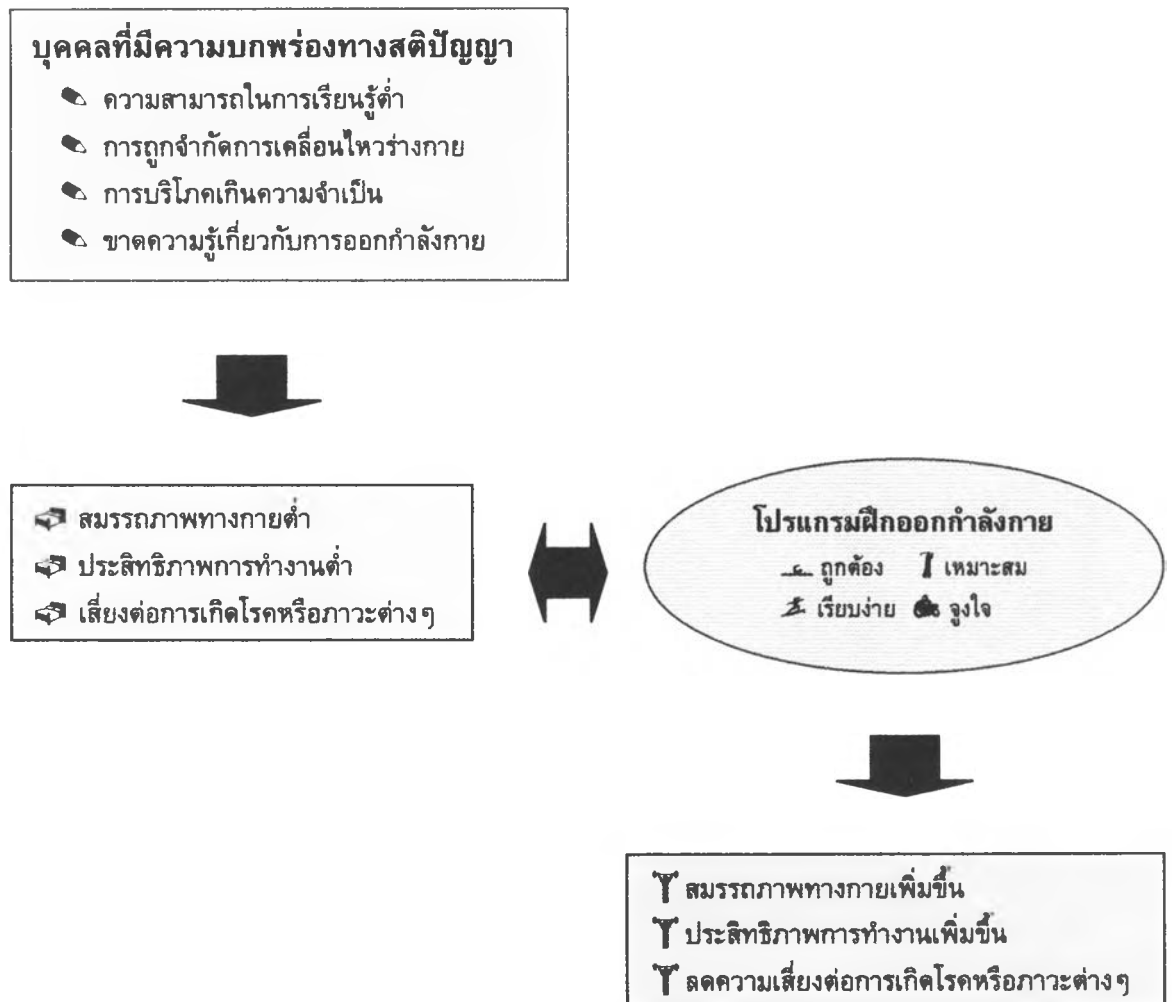 บุคคลที่มีความบกพร่องทางสติปัญญา
ความสามารถในการเรียนรู้ต่ำ
การถูกจำกัดการเคลื่อนไหวร่างกาย
การบริโภคเกินความจำเป็น
ขาดความรู้เกี่ยวกับการออกกำลังกาย
สมรรถภาพทางกายต่ำ
ประสิทธิภาพการทำงานต่ำ
เสี่ยงต่อการเกิดโรคหรือภาวะต่างๆ
โปรแกรมฝึกออกกำลังกาย
ถูกต้อง เหมาะสม
เรียบง่าย จูงใจ
สมรรถภาพทางกายเพิ่มขึ้น
ประสิทธิภาพการทำงานเพิ่มขึ้น
ลดความเสี่ยงต่อการเกิดโรคหรือภาวะต่างๆ